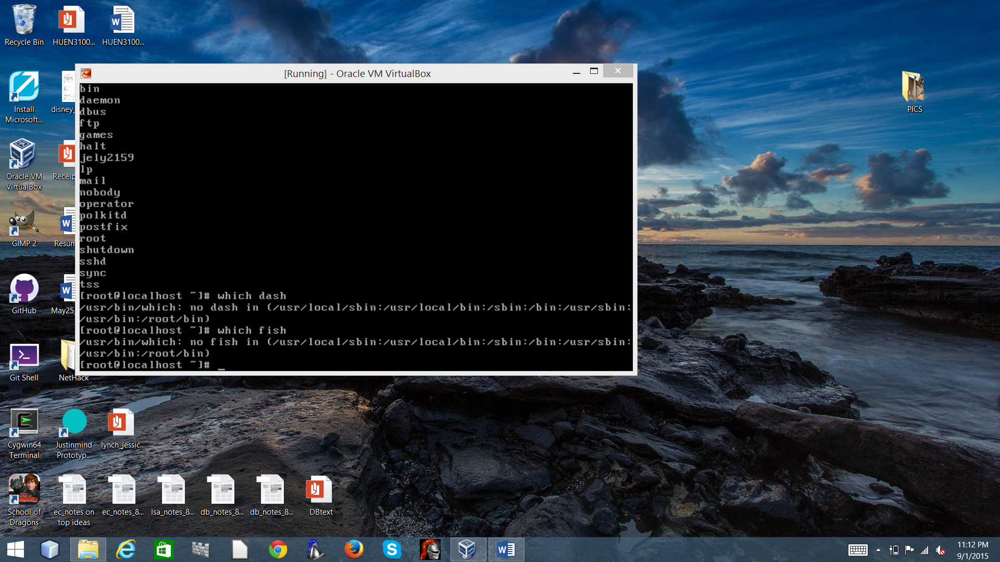 Recycle Bin
HUEN3100...
HUEN3100...
Install
Microsoft...
disney_
Oracle VM
VirtualBox
Receip
GIMP 2
Resum
GitHub
May25_
Git Shell
NetHack
Cygwin64
Terminal
Justinmind
Prototyp...
lynch_jessic...
School of
Dragons
ec_notes on
top ideas
ec_notes_8...
lsa_notes_8...
db_notes_8...
db_notes_8...
DBtext
PICS
[Running] - Oracle VM VirtualBox
bin
daemon
dbus
ftp
games
halt
jely2159
lp
mail
nobody
operator
polkitd
postfix
root
shutdown
sshd
sync
tss
[root@localhost ~]# which dash
/usr/bin/which: no dash in (/usr/local/sbin:/usr/local/bin:/sbin:/bin:/usr/sbin:
/usr/bin:/root/bin)
[root@localhost ~]# which fish
/usr/bin/which: no fish in (/usr/local/sbin:/usr/local/bin:/sbin:/bin:/usr/sbin:
/usr/bin:/root/bin)
[root@localhost ~]# _
11:12 PM
9/1/2015